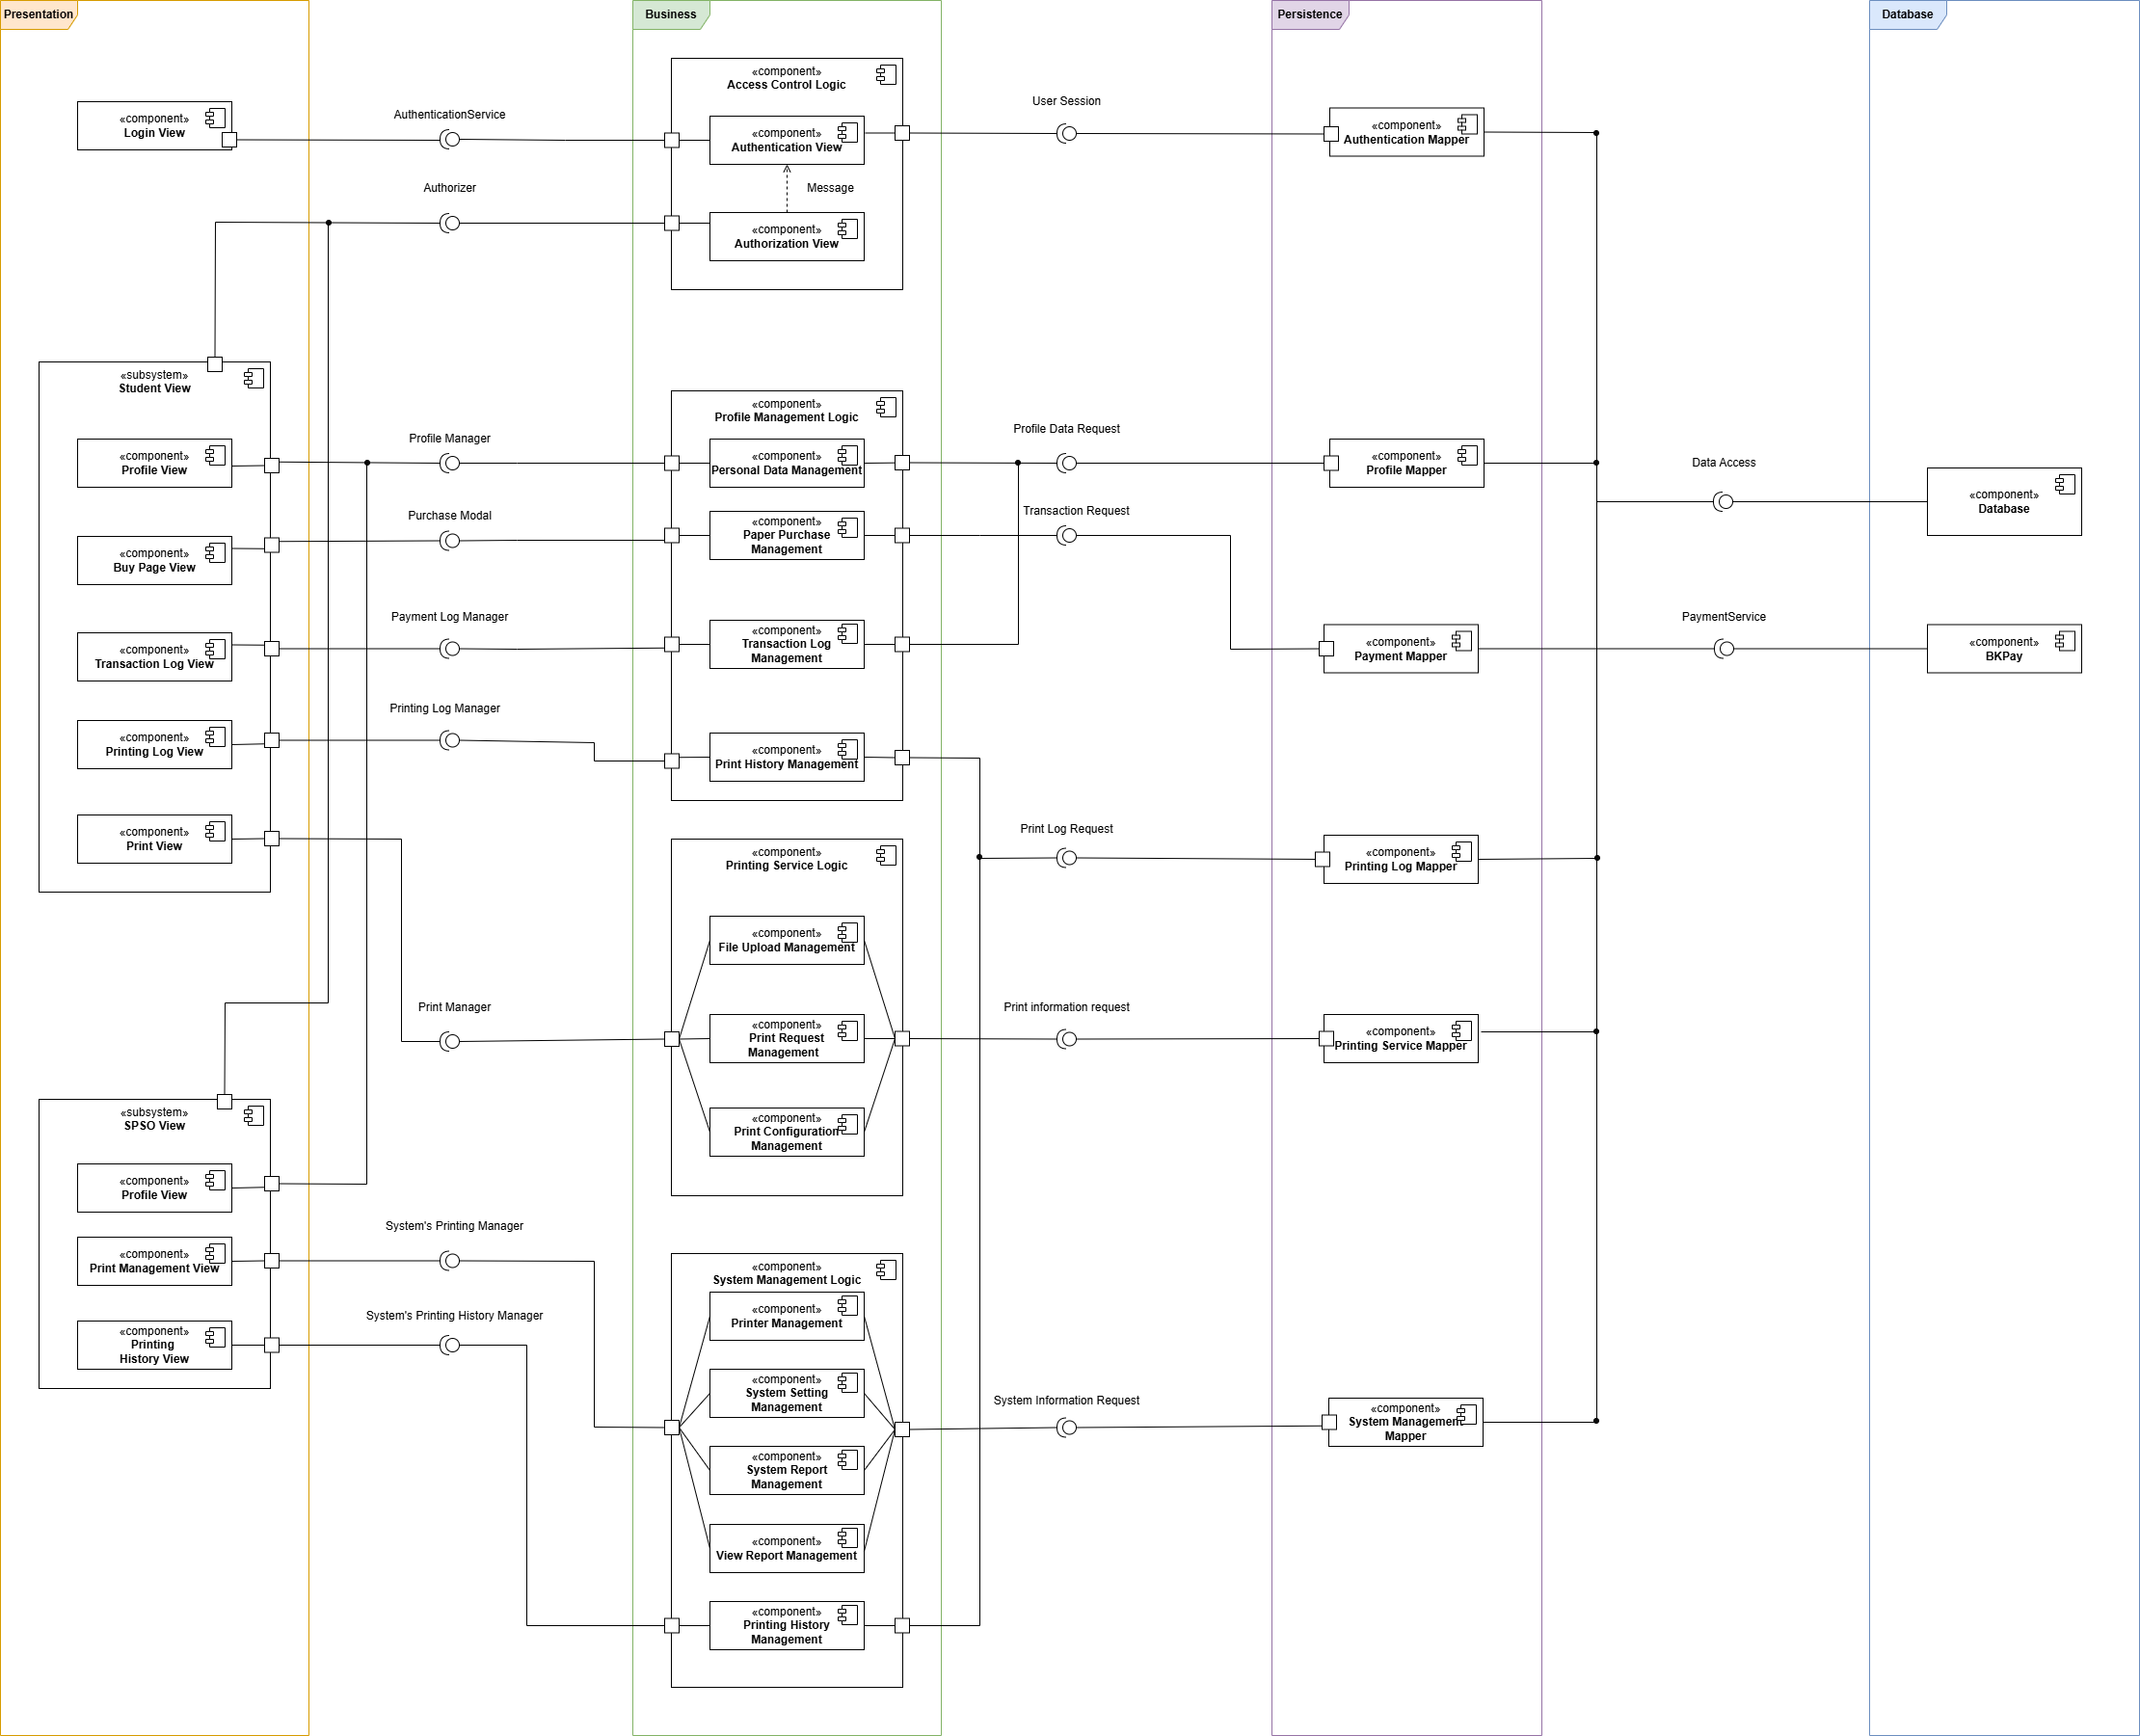 Presentation
Business
Persistence
Database
«component»
Access Control Logic
«component»
Login View
AuthenticationService
«component»
Authentication View
User Session
«component»
Authentication Mapper
Authorizer
Message
«component»
Authorization View
«subsystem»
Student View
«component»
Profile Management Logic
«component»
Profile View
Profile Manager
«component»
Personal Data Management
Profile Data Request
«component»
Profile Mapper
Data Access
«component»
Database
«component»
Buy Page View
Purchase Modal
«component»
Paper Purchase
Management
Transaction Request
«component»
Transaction Log View
Payment Log Manager
«component»
Transaction Log
Management
«component»
Payment Mapper
PaymentService
«component»
BKPay
«component»
Printing Log View
Printing Log Manager
«component»
Print History Management
«component»
Print View
«component»
Printing Service Logic
Print Log Request
«component»
Printing Log Mapper
«component»
File Upload Management
Print Manager
«component»
Print Request
Management
Print information request
«component»
Printing Service Mapper
«component»
Print Configuration
Management
«subsystem»
SPSO View
«component»
Profile View
«component»
Print Management View
System's Printing Manager
«component»
System Management Logic
«component»
Printing
History View
System's Printing History Manager
«component»
Printer Management
«component»
System Setting
Management
System Information Request
«component»
System Management
Mapper
«component»
System Report
Management
«component»
View Report Management
«component»
Printing History
Management